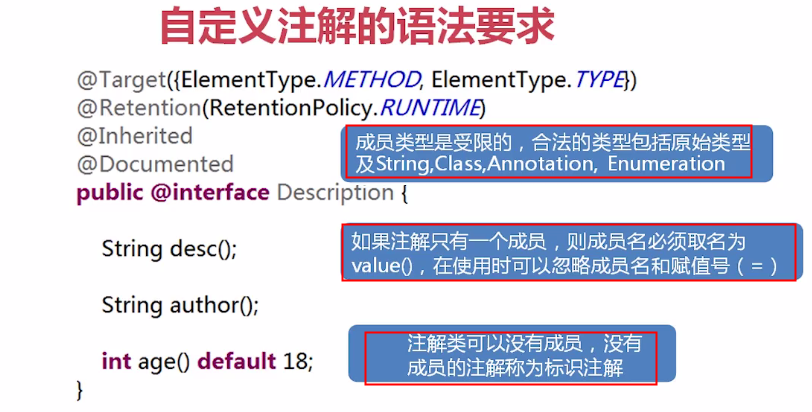 自定义注解的语法要求
@Target({ElementType.METHOD, ElementType.TYPE})
@Retention(RetentionPolicy.RUNTIME)
@Inherited
@Documented
成员类型是受限的，合法的类型包括原始类型
及String,Class,Annotation, Enumeration
public @interface Description {
String desc();
如果注解只有一个成员，则成员名必须取名为
value()，在使用时可以忽略成员名和赋值号（=）
String author();
int age() default 18;
注解类可以没有成员，没有
成员的注解称为标识注解
}